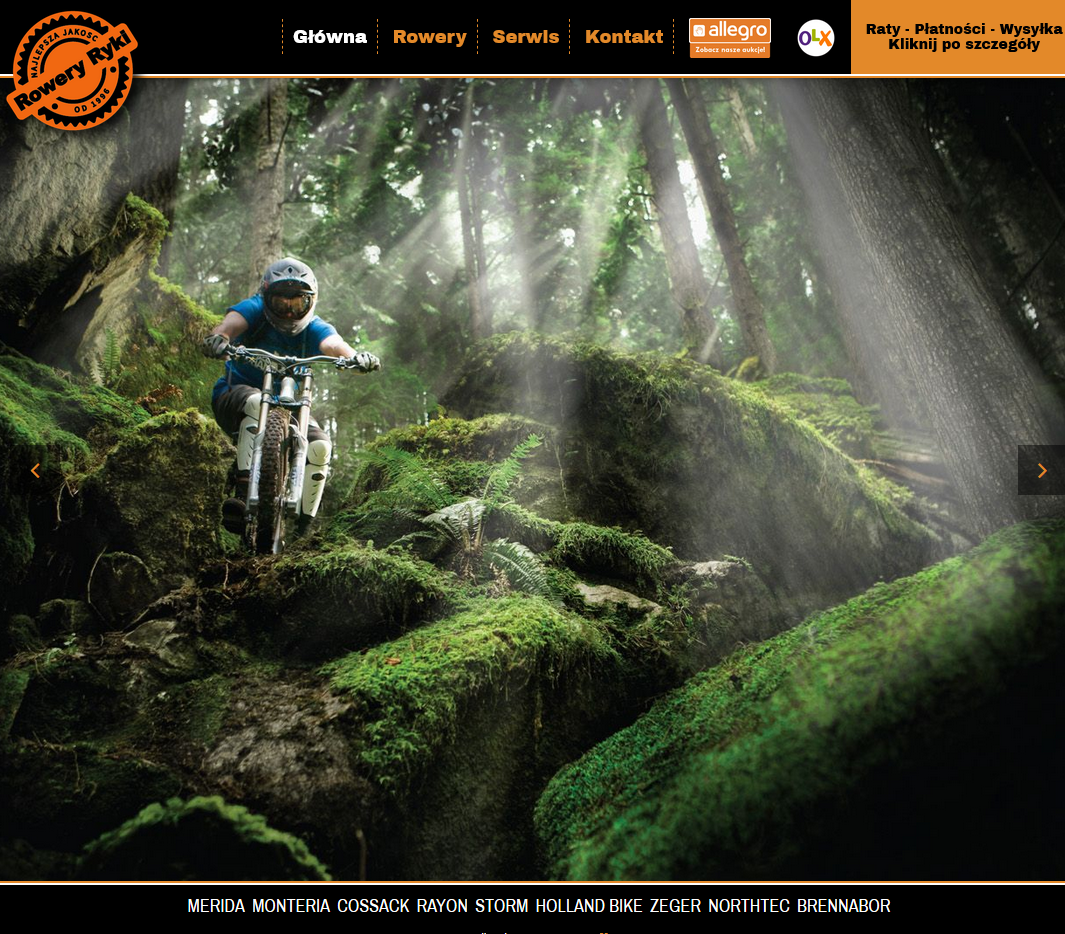 NAJLEPSZA JAKOŚC
Rowery Ryki
OD 1996
Główna
Rowery
Serwis
Kontakt
allegro
Zobacz nasze aukcje!
OLX
Raty - Płatności - Wysyłka
Kliknij po szczegóły
MERIDA MONTERIA COSSACK RAYON STORM HOLLAND BIKE ZEGER NORTHTEC BRENNABOR